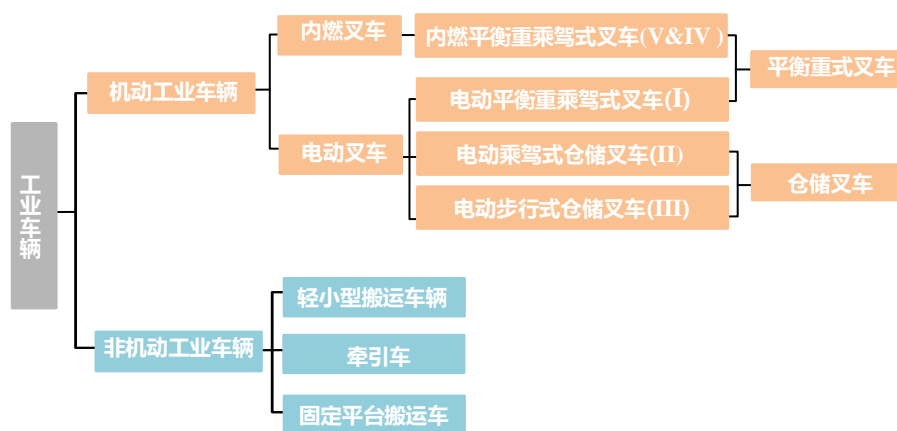 工业车辆
机动工业车辆
内燃叉车
内燃平衡重乘驾式叉车(V&IV )
平衡重式叉车
电动叉车
电动平衡重乘驾式叉车(I)
电动乘驾式仓储叉车(II)
电动步行式仓储叉车(III)
仓储叉车
非机动工业车辆
轻小型搬运车辆
牵引车
固定平台搬运车